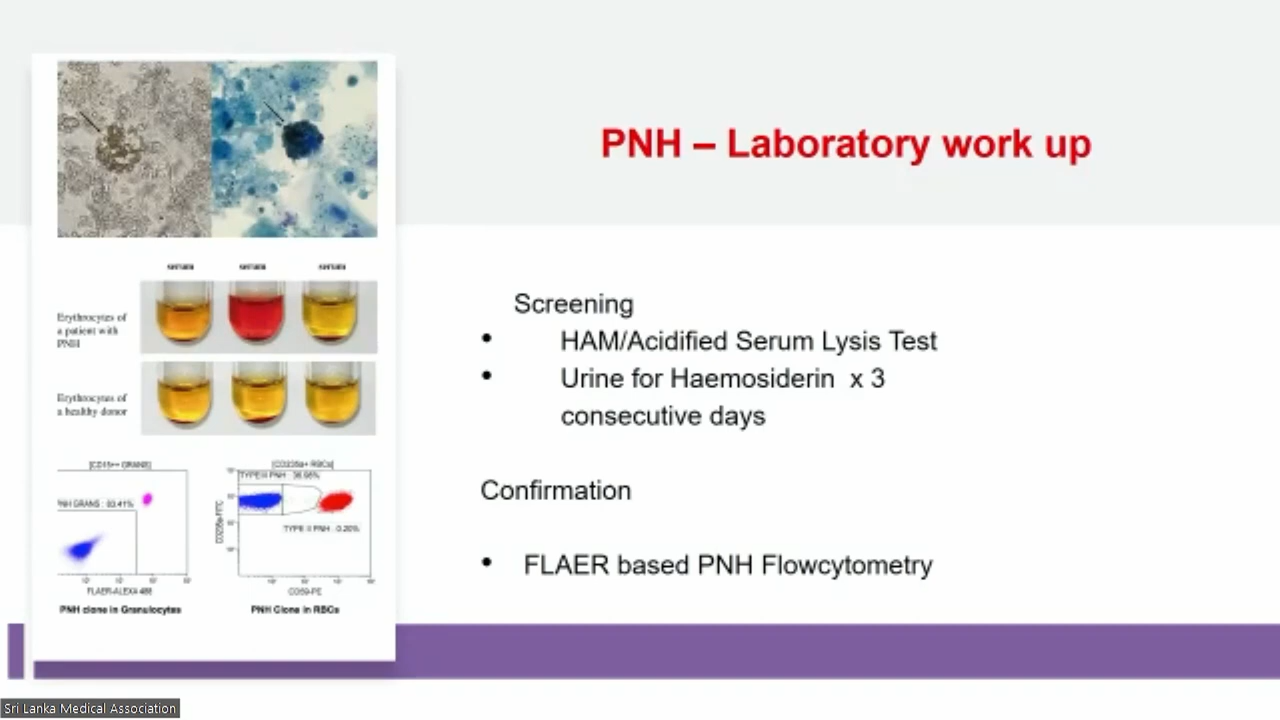 PNH – Laboratory work up
Erythrocytes of
a patient with
PNH
Erythrocytes of
a healthy donor
[CD15++ GRANS]
PNH GRANS : 83.41%
FLAER-ALEXA 488
PNH clone in Granulocytes
[CD235a+ RBCs]
TYPE III PNH : 36.98%
TYPE II PNH : 0.20%
CD235a-FITC
CD59-PE
PNH Clone in RBCs
Screening
• HAM/Acidified Serum Lysis Test
• Urine for Haemosiderin x 3
consecutive days
Confirmation
• FLAER based PNH Flowcytometry
Sri Lanka Medical Association